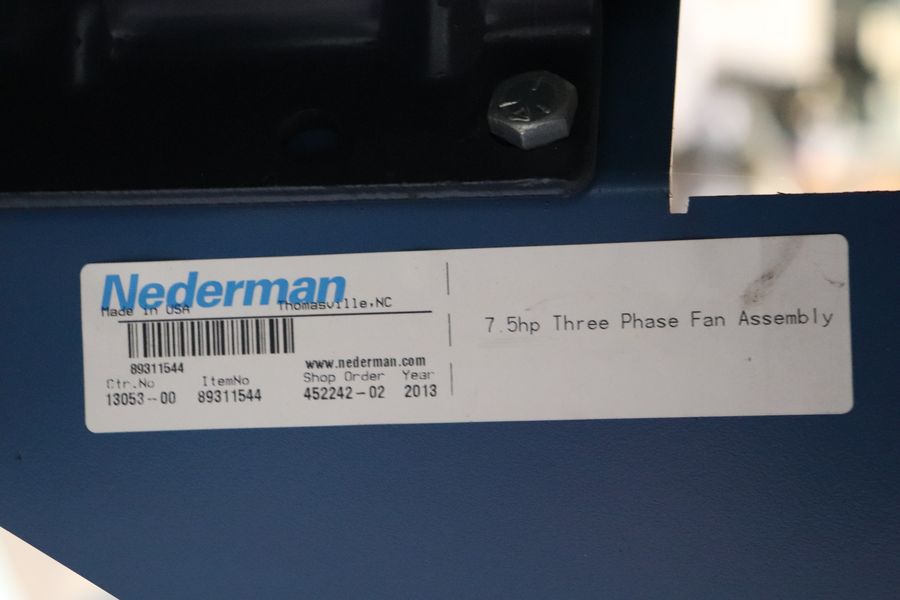 Nederman
Made in USA Thomasville,NC
89311544
www.nederman.com
Ctr.No ItemNo Shop Order Year
13053-00 89311544 452242-02 2013
7.5hp Three Phase Fan Assembly